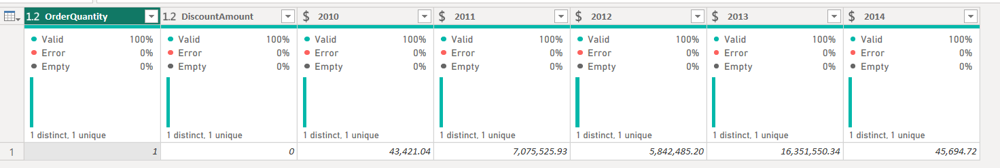 1.2 OrderQuantity 1.2 DiscountAmount $ 2010 $ 2011 $ 2012 $ 2013 $ 2014
Valid 100% Valid 100% Valid 100% Valid 100% Valid 100% Valid 100% Valid 100%
Error 0% Error 0% Error 0% Error 0% Error 0% Error 0% Error 0%
Empty 0% Empty 0% Empty 0% Empty 0% Empty 0% Empty 0% Empty 0%
1 distinct, 1 unique 1 distinct, 1 unique 1 distinct, 1 unique 1 distinct, 1 unique 1 distinct, 1 unique 1 distinct, 1 unique 1 distinct, 1 unique
1 1 0 43,421.04 7,075,525.93 5,842,485.20 16,351,550.34 45,694.72